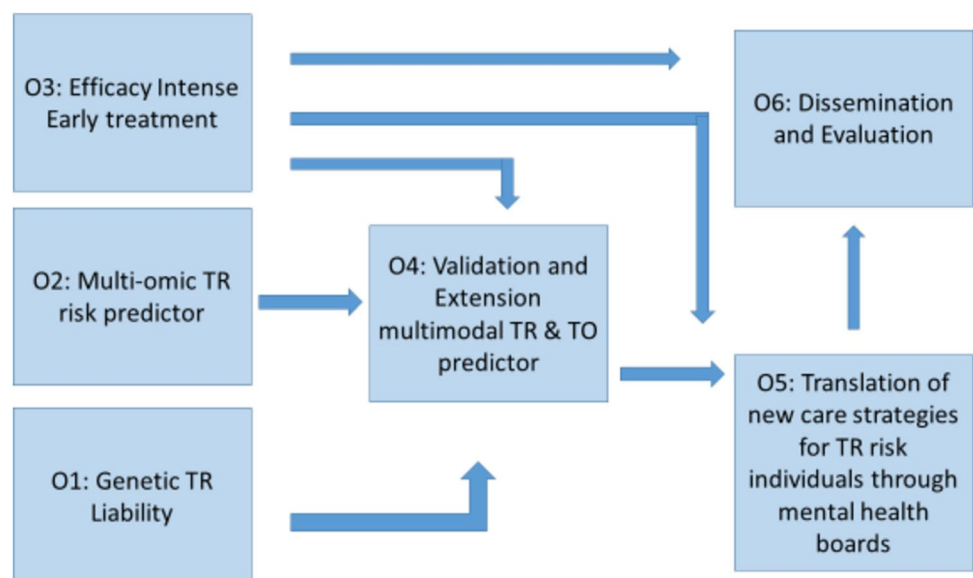 O3: Efficacy Intense
Early treatment
O6: Dissemination
and Evaluation
O2: Multi-omic TR
risk predictor
O4: Validation and
Extension
multimodal TR & TO
predictor
O1: Genetic TR
Liability
O5: Translation of
new care strategies
for TR risk
individuals through
mental health
boards